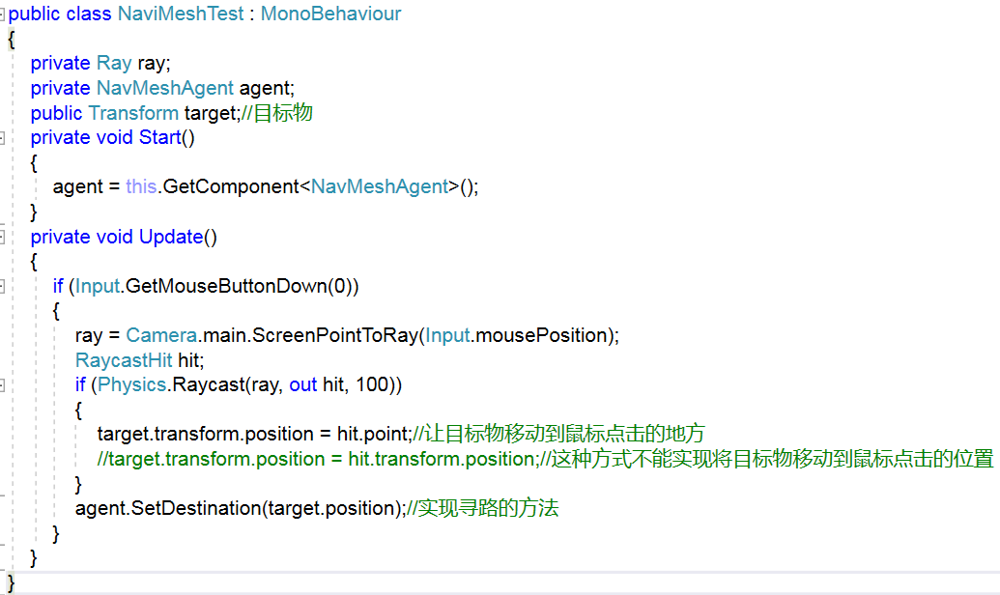 public class NaviMeshTest : MonoBehaviour
{
private Ray ray;
private NavMeshAgent agent;
public Transform target;//目标物
private void Start()
{
agent = this.GetComponent<NavMeshAgent>();
}
private void Update()
{
if (Input.GetMouseButtonDown(0))
{
ray = Camera.main.ScreenPointToRay(Input.mousePosition);
RaycastHit hit;
if (Physics.Raycast(ray, out hit, 100))
{
target.transform.position = hit.point;//让目标物移动到鼠标点击的地方
//target.transform.position = hit.transform.position;//这种方式不能实现将目标物移动到鼠标点击的位置
}
agent.SetDestination(target.position);//实现寻路的方法
}
}
}